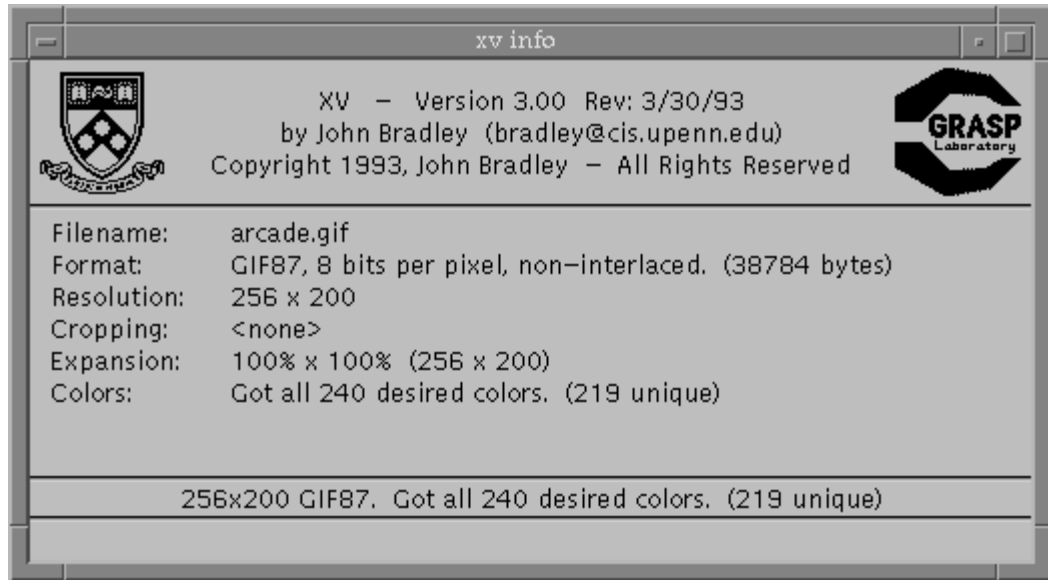 xv info
XV – Version 3.00 Rev: 3/30/93
by John Bradley (bradley@cis.upenn.edu)
Copyright 1993, John Bradley – All Rights Reserved
GRASP
Laboratory
Filename: arcade.gif
Format: GIF87, 8 bits per pixel, non–interlaced. (38784 bytes)
Resolution: 256 x 200
Cropping: <none>
Expansion: 100% x 100% (256 x 200)
Colors: Got all 240 desired colors. (219 unique)
256x200 GIF87. Got all 240 desired colors. (219 unique)